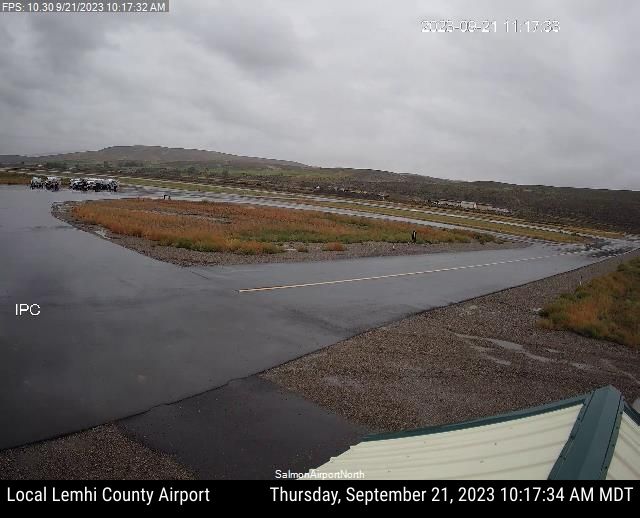 FPS: 10.30 9/21/2023 10:17:32 AM
2023-09-21 11:17:33
IPC
SalmonAirportNorth
Local Lemhi County Airport Thursday, September 21, 2023 10:17:34 AM MDT